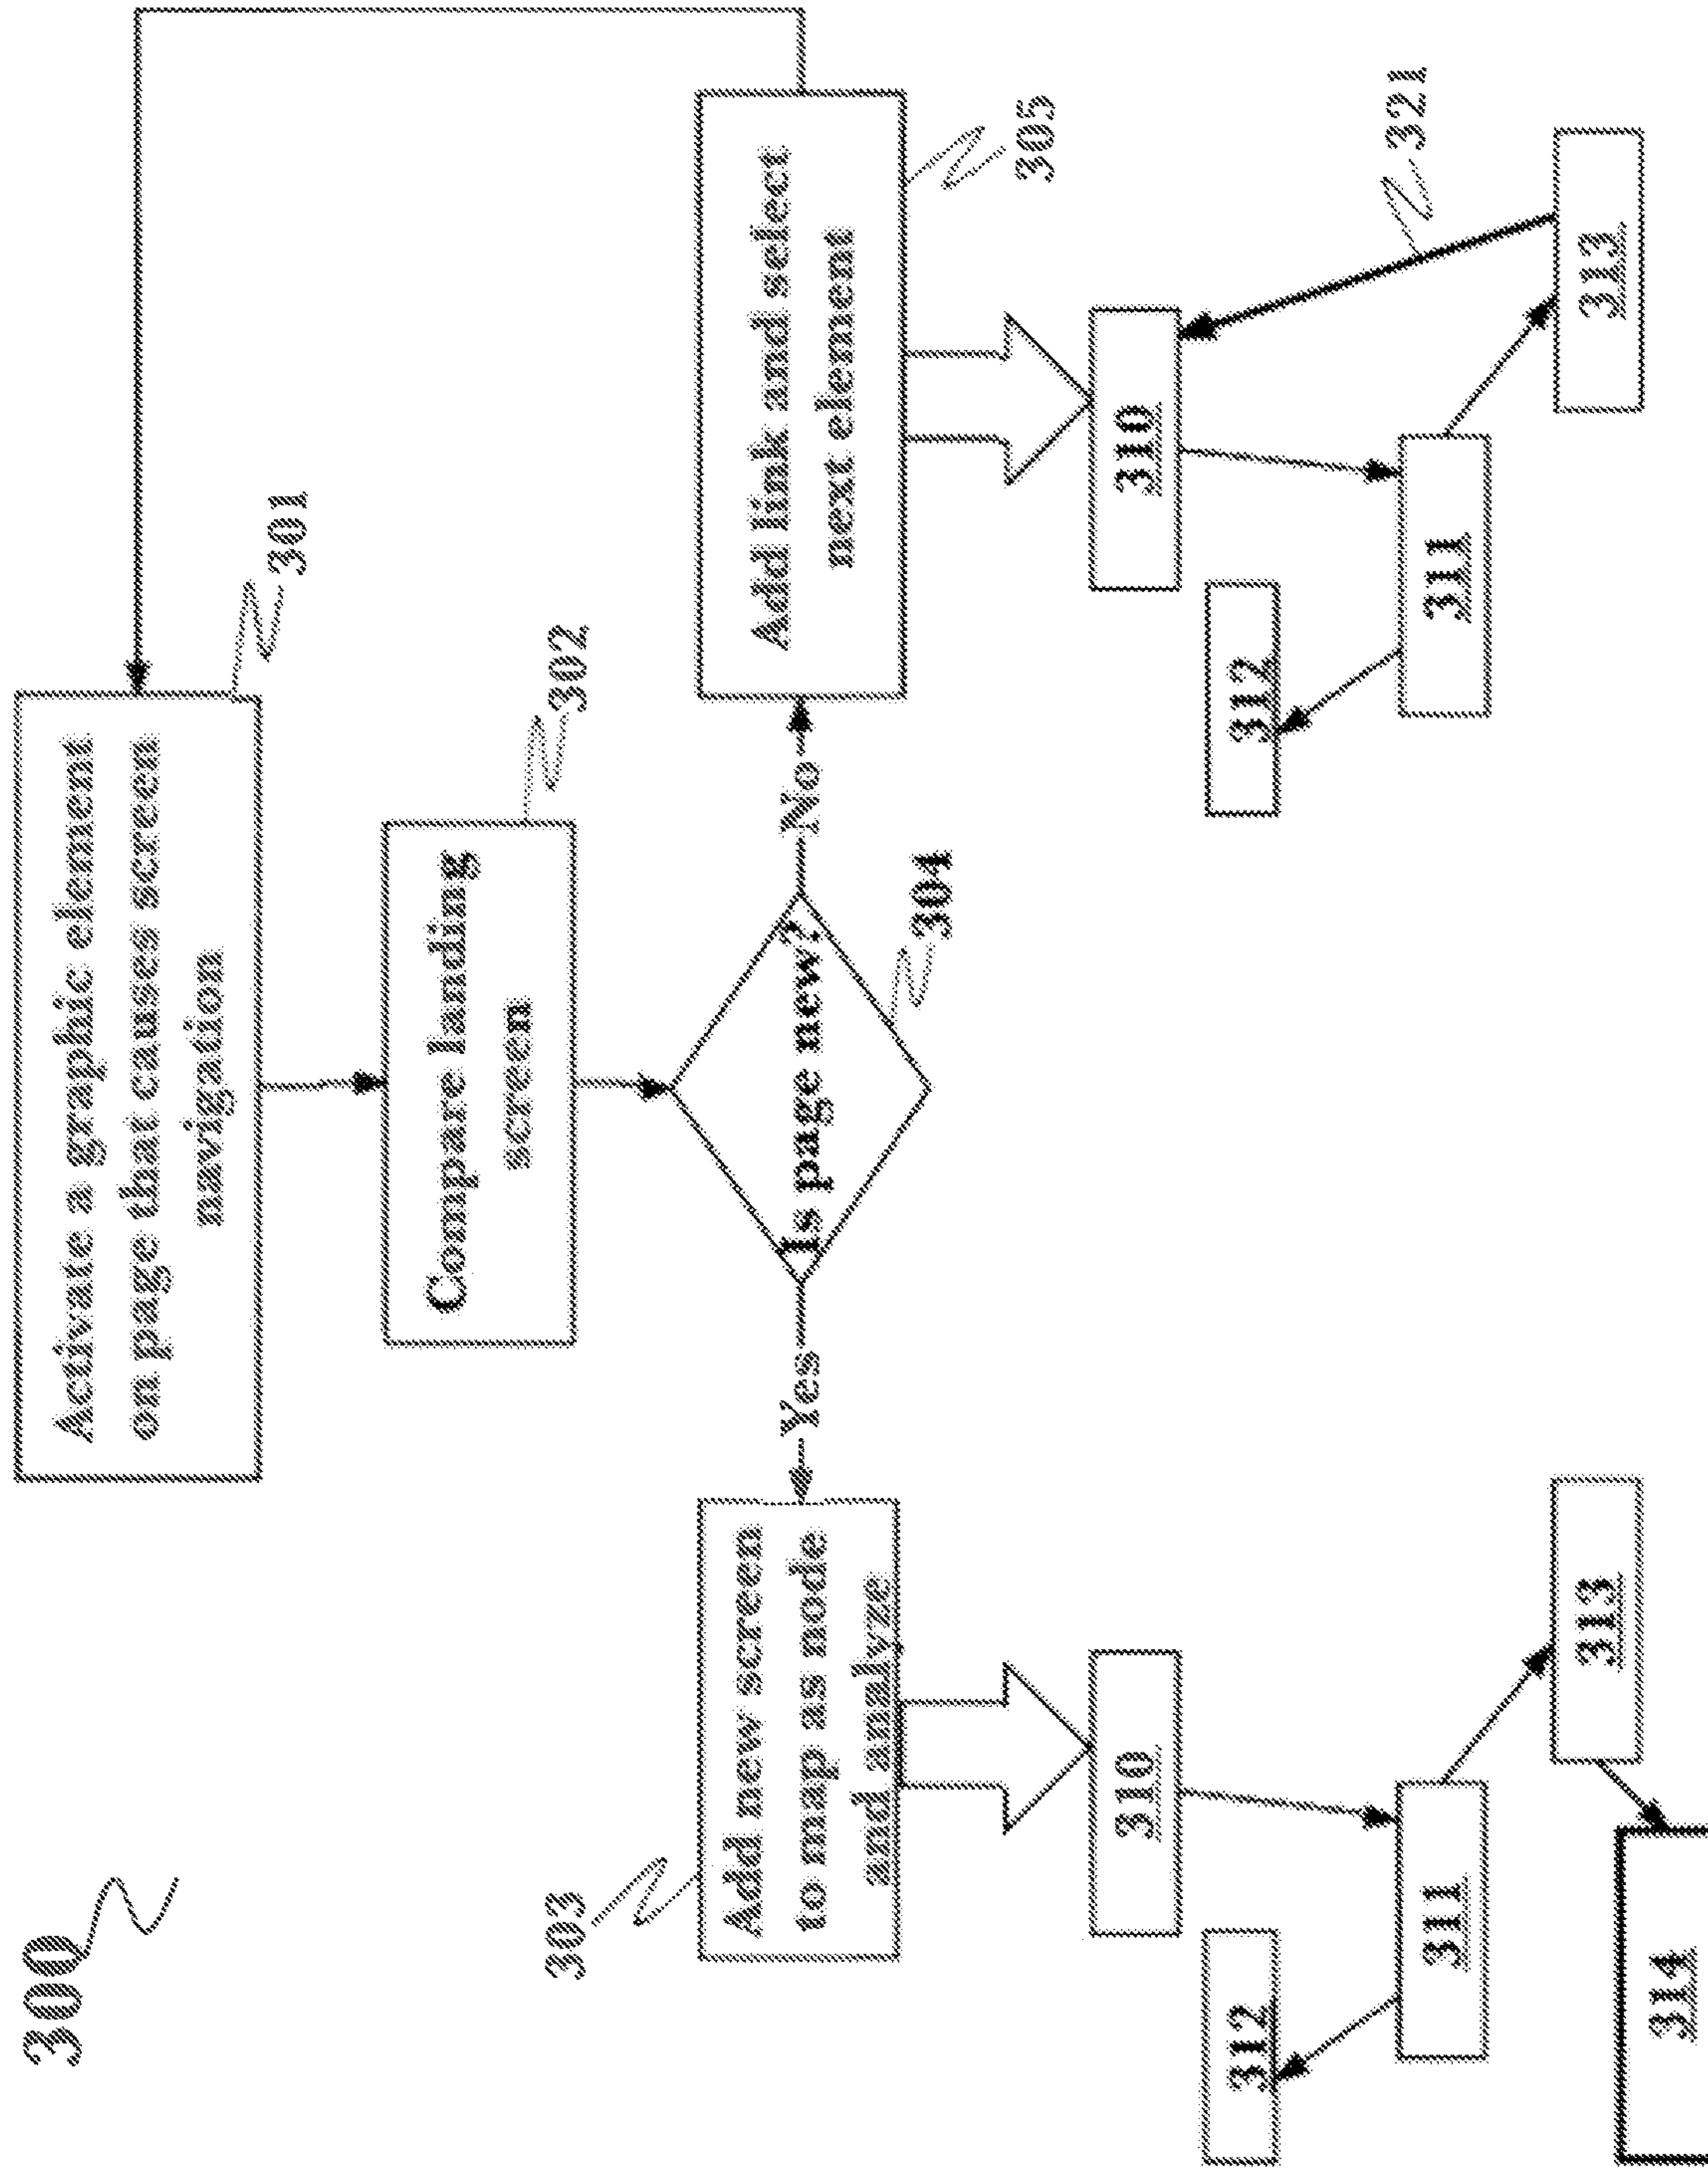 300
Activate a graphic element
on page that causes screen
navigation
301
Compare landing
screen
302
Is page new?
304
Yes
No
303
Add new screen
to map as node
and analyze
Add link and select
next element
305
310
312
311
313
314
310
312
311
313
321